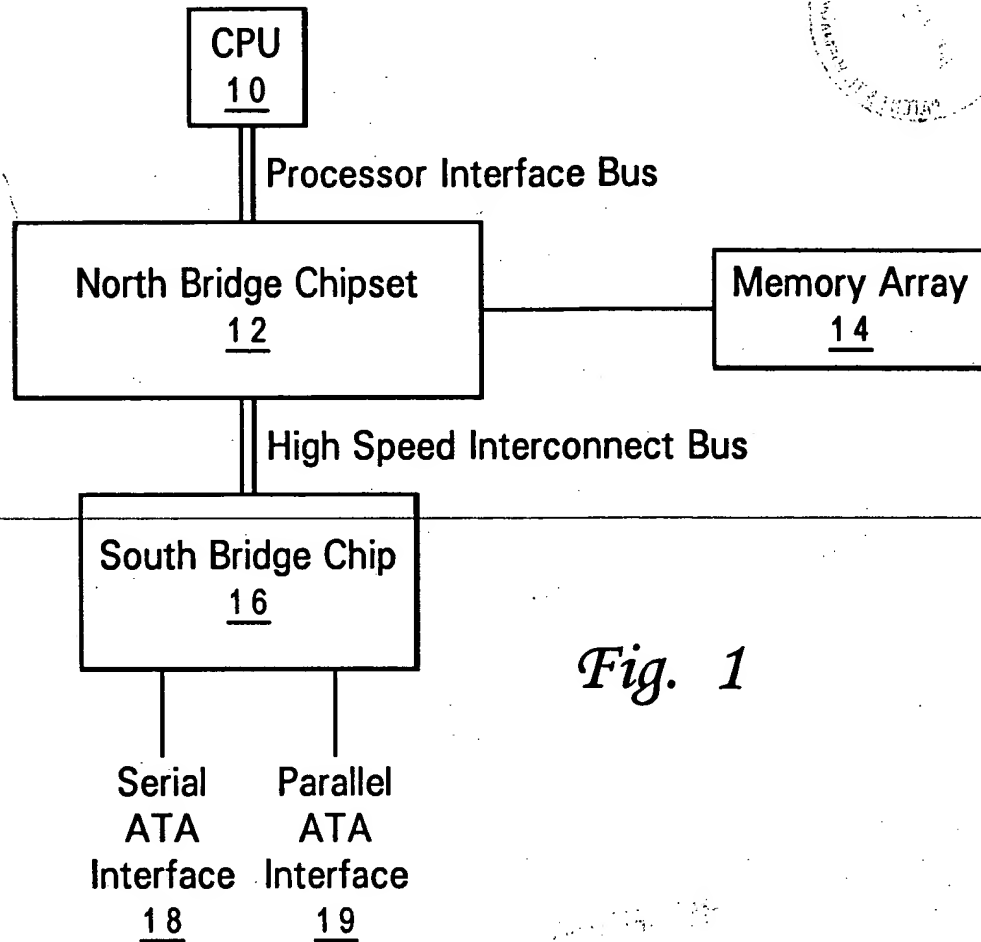 CPU
10
Processor Interface Bus
North Bridge Chipset
12
Memory Array
14
High Speed Interconnect Bus
South Bridge Chip
16
Fig. 1
Serial
ATA
Interface
18
Parallel
ATA
Interface
19